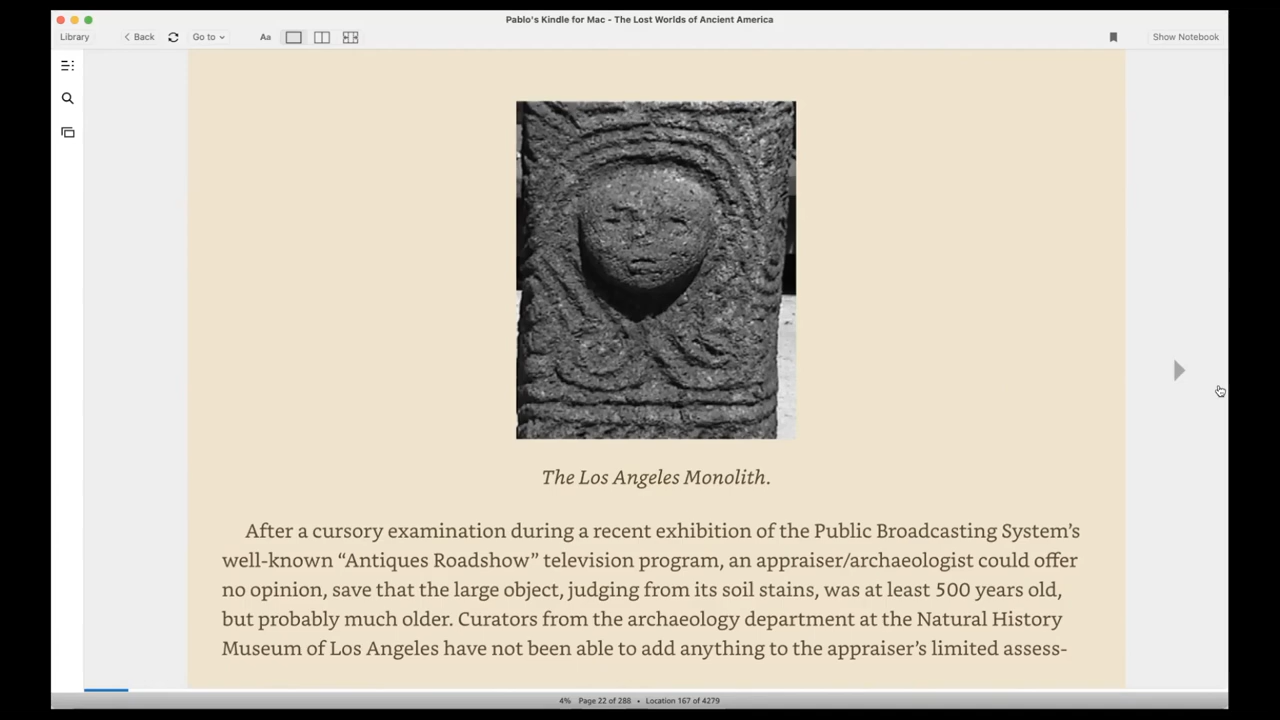 Pablo's Kindle for Mac - The Lost Worlds of Ancient America
Library
Back
Go to
Aa
Show Notebook
The Los Angeles Monolith.
After a cursory examination during a recent exhibition of the Public Broadcasting System’s
well-known “Antiques Roadshow” television program, an appraiser/archaeologist could offer
no opinion, save that the large object, judging from its soil stains, was at least 500 years old,
but probably much older. Curators from the archaeology department at the Natural History
Museum of Los Angeles have not been able to add anything to the appraiser’s limited assess-
4% Page 22 of 288 • Location 167 of 4279